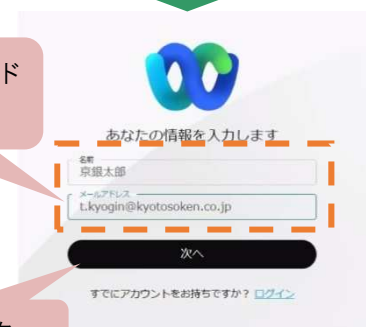 ド
あなたの情報を入力します
名前
京銀太郎
メールアドレス
t.kyogin@kyotosoken.co.jp
次へ
すでにアカウントをお持ちですか? ログイン